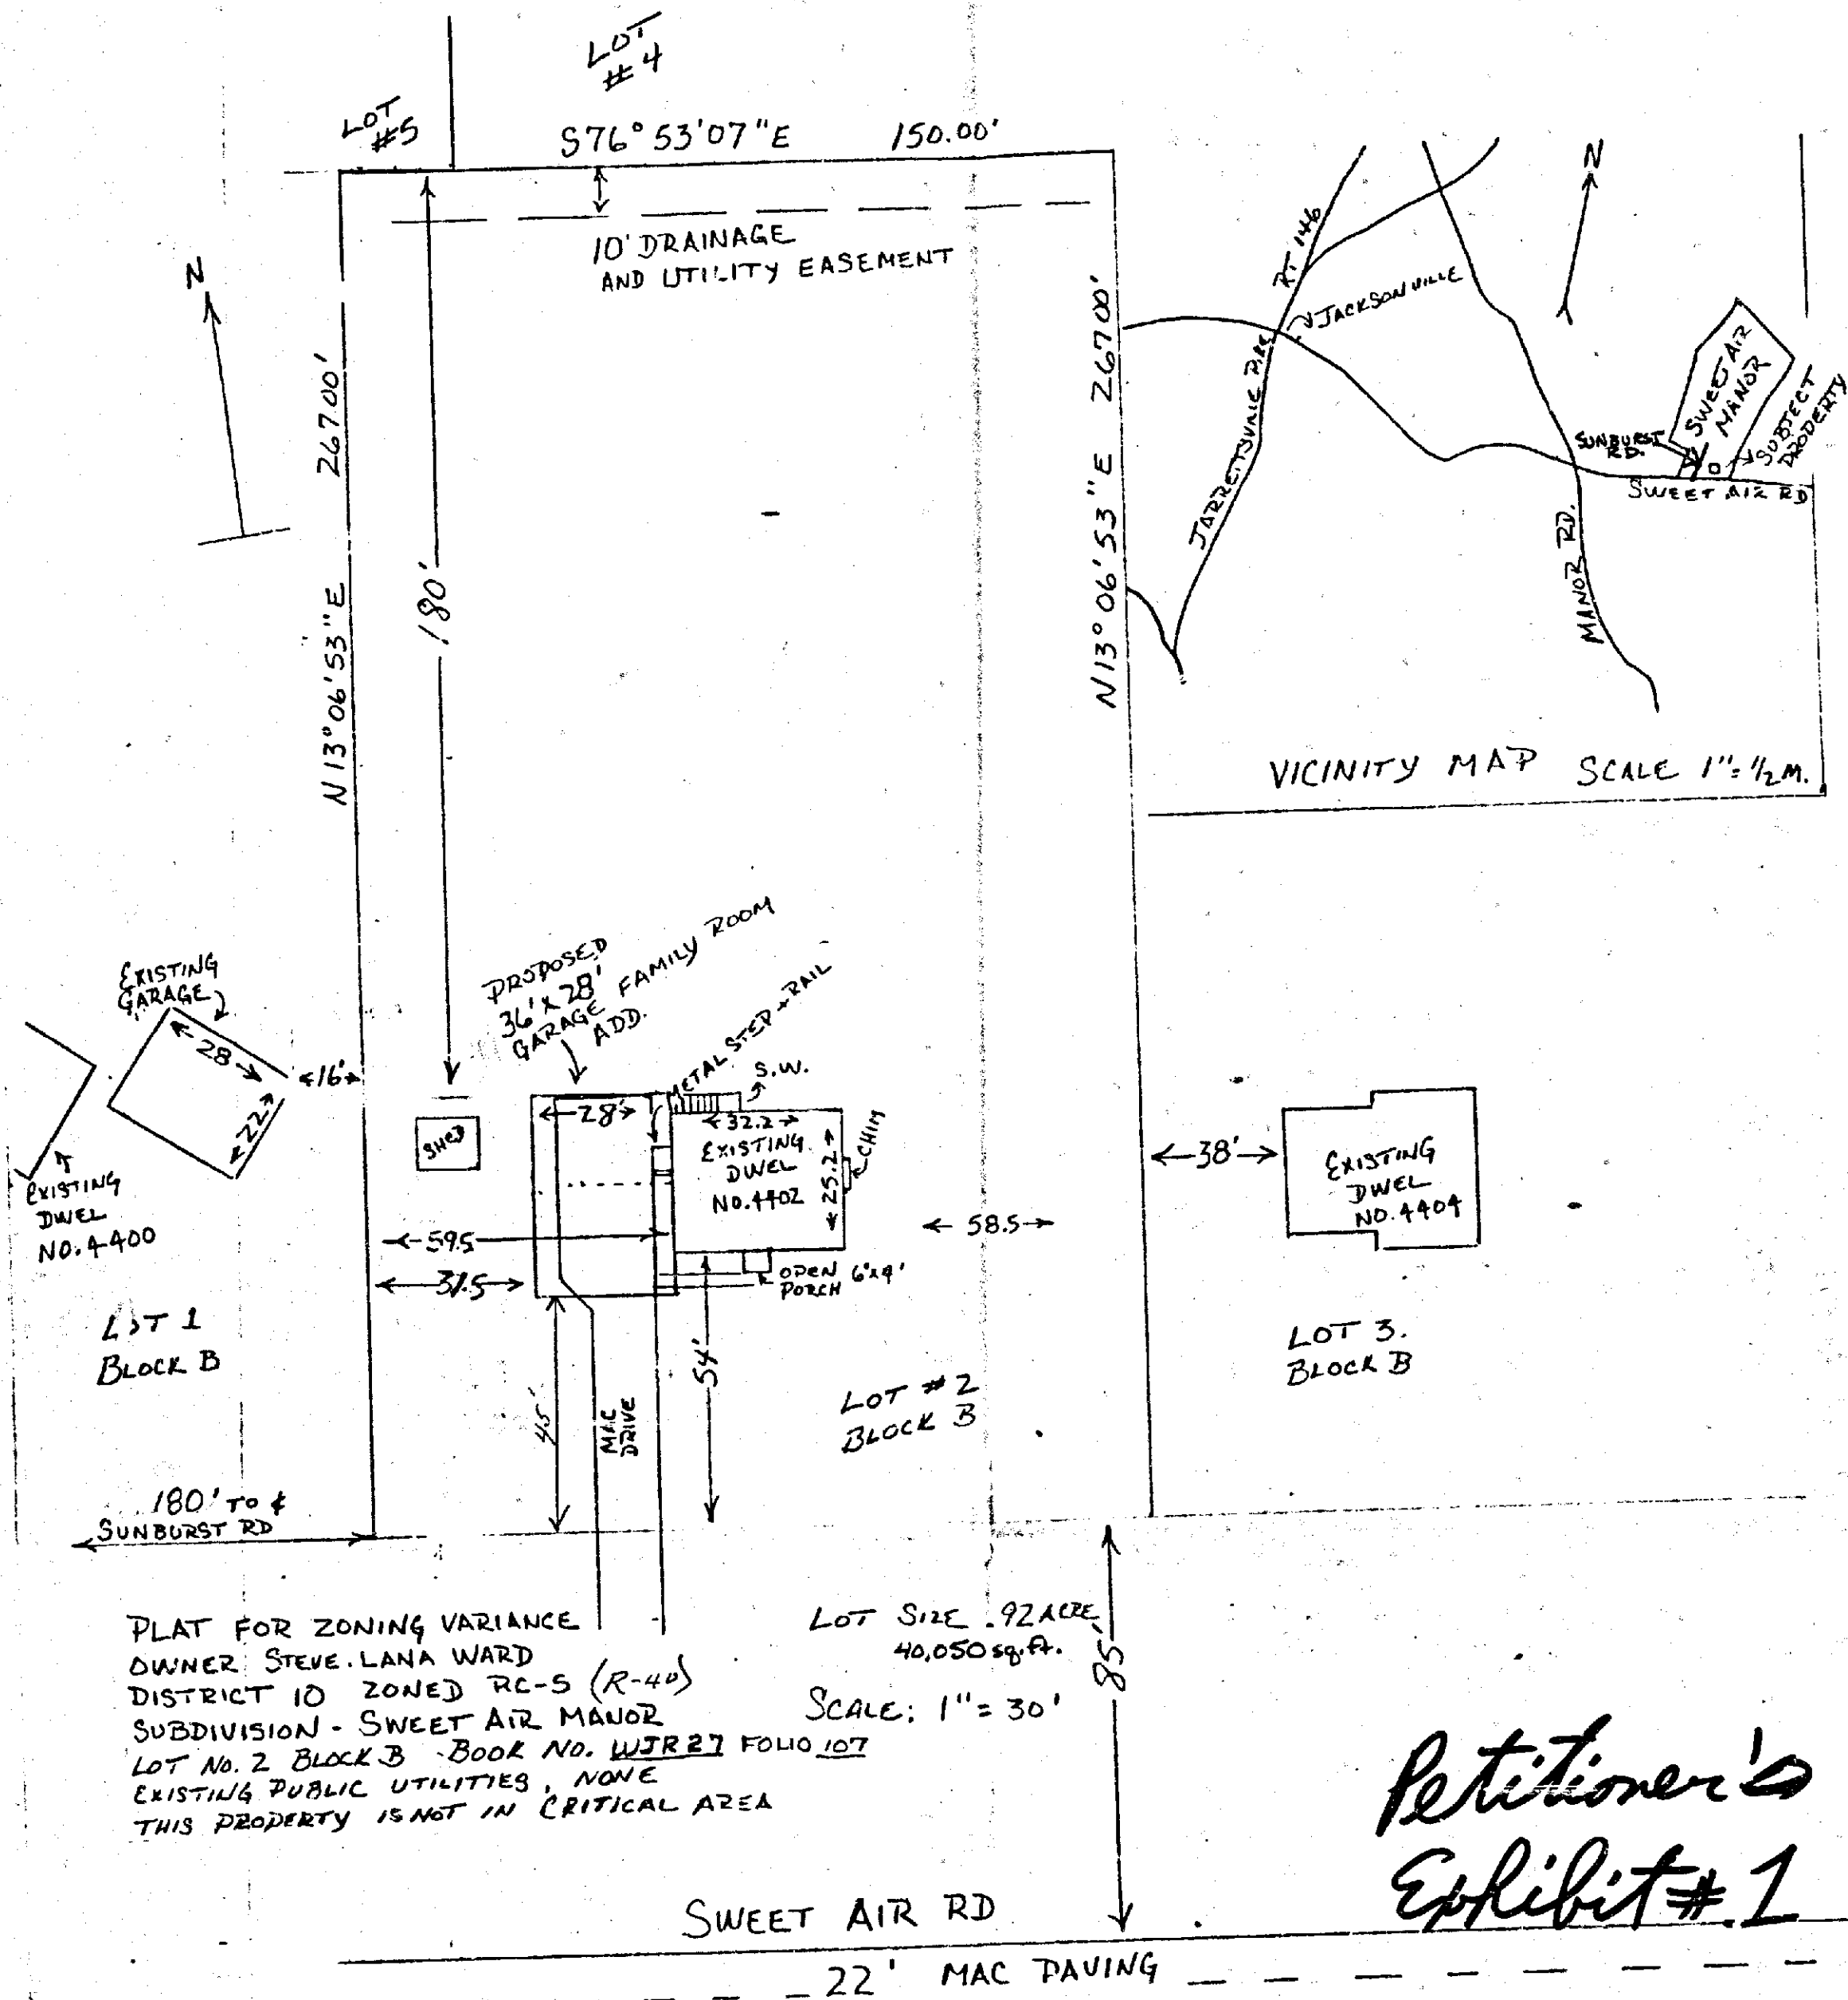 LOT
#4
LOT
#5
S76°53'07"E 150.00'
10' DRAINAGE
AND UTILITY EASEMENT
N
N13°06'53"E 267.00'
180'
N13°06'53"E 267.00'
N
RT 146
JACKSONVILLE
JARRETTSVILLE PIKE
SWEET AIR
MANOR
SUBJECT
PROPERTY
SUNBURST
RD.
SWEET AIR RD
MANOR RD.
VICINITY MAP SCALE 1"=1/2M.
EXISTING
GARAGE
28
22
16'
EXISTING
DWEL
NO.4400
PROPOSED
36'X28'
GARAGE FAMILY ROOM
ADD.
METAL STEP + RAIL
S.W.
SHED
28'
32.2
EXISTING
DWEL
NO.4402
25.2
CHIM
59.5
31.5
58.5
OPEN 6'x9'
PORCH
38'
EXISTING
DWEL
NO.4404
LOT 1
BLOCK B
45'
MAC
DRIVE
54'
LOT #2
BLOCK B
LOT 3.
BLOCK B
180' TO ℄
SUNBURST RD
PLAT FOR ZONING VARIANCE
OWNER: STEVE. LANA WARD
DISTRICT 10 ZONED RC-5 (R-40)
SUBDIVISION - SWEET AIR MANOR
LOT NO. 2 BLOCK B - BOOK NO. WJR27 FOLIO 107
EXISTING PUBLIC UTILITIES, NONE
THIS PROPERTY IS NOT IN CRITICAL AREA
LOT SIZE .92 ACRE
40,050 sq.ft.
SCALE: 1"=30'
85'
Petitioner's
Exhibit #.1
SWEET AIR RD
22' MAC PAVING